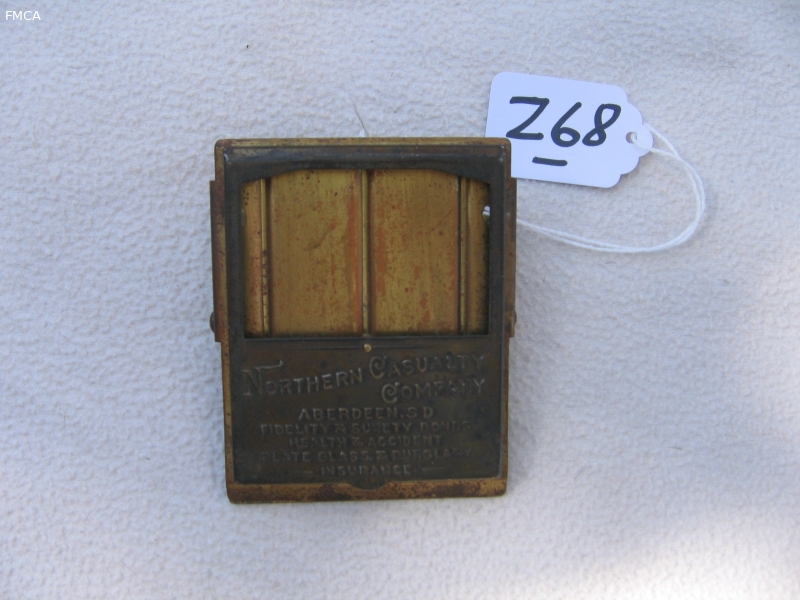 FMCA
Z68
NORTHERN CASUALTY
COMPANY
ABERDEEN. S D
FIDELITY & SURETY BONDS
HEALTH & ACCIDENT
PLATE GLASS & BURGLARY
- INSURANCE -